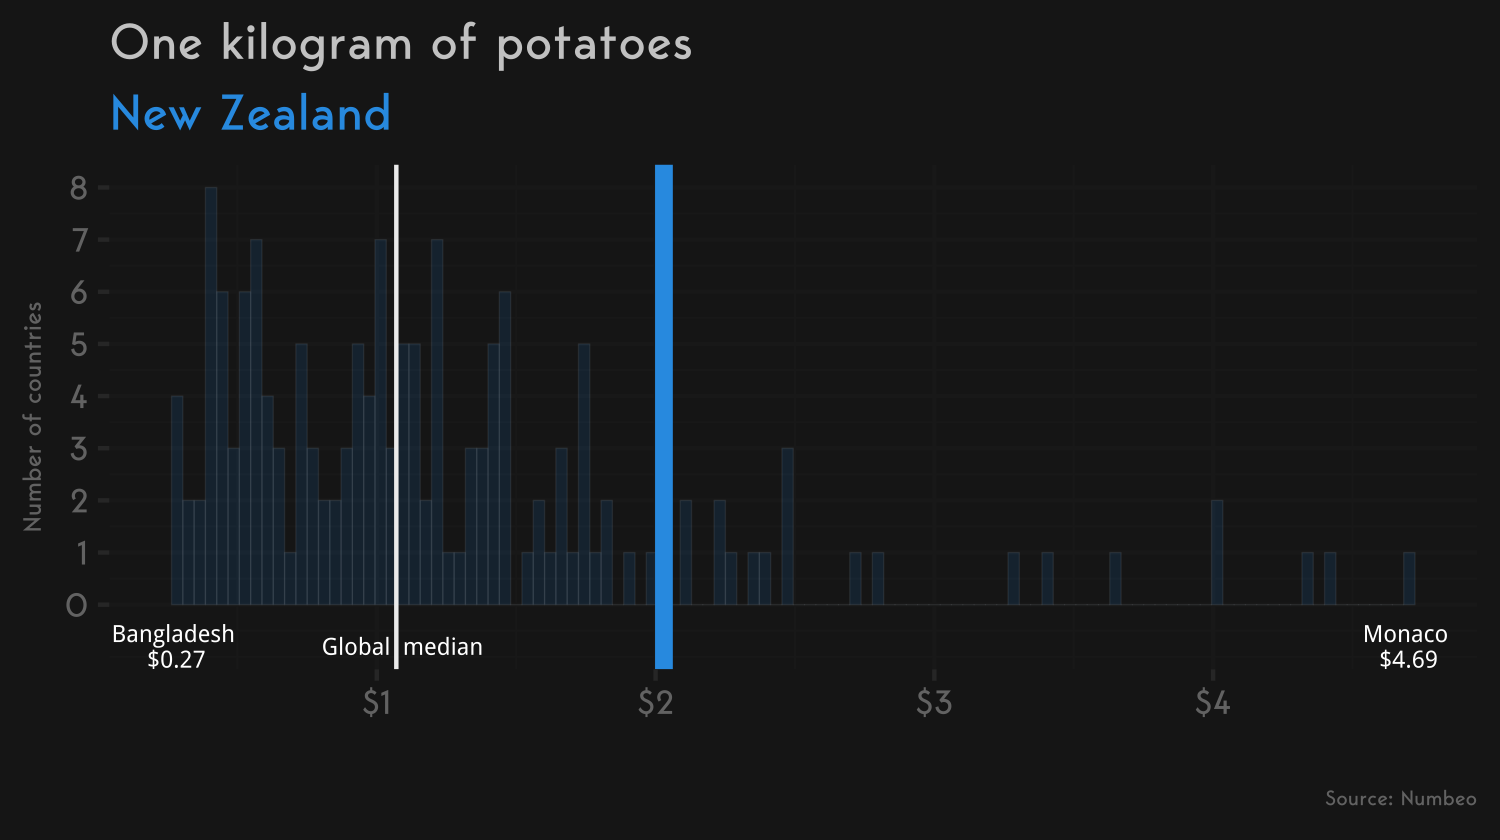 One kilogram of potatoes
New Zealand
Number of countries
8
7
6
5
4
3
2
1
0
Bangladesh
$0.27
Global median
Monaco
$4.69
$1
$2
$3
$4
Source: Numbeo